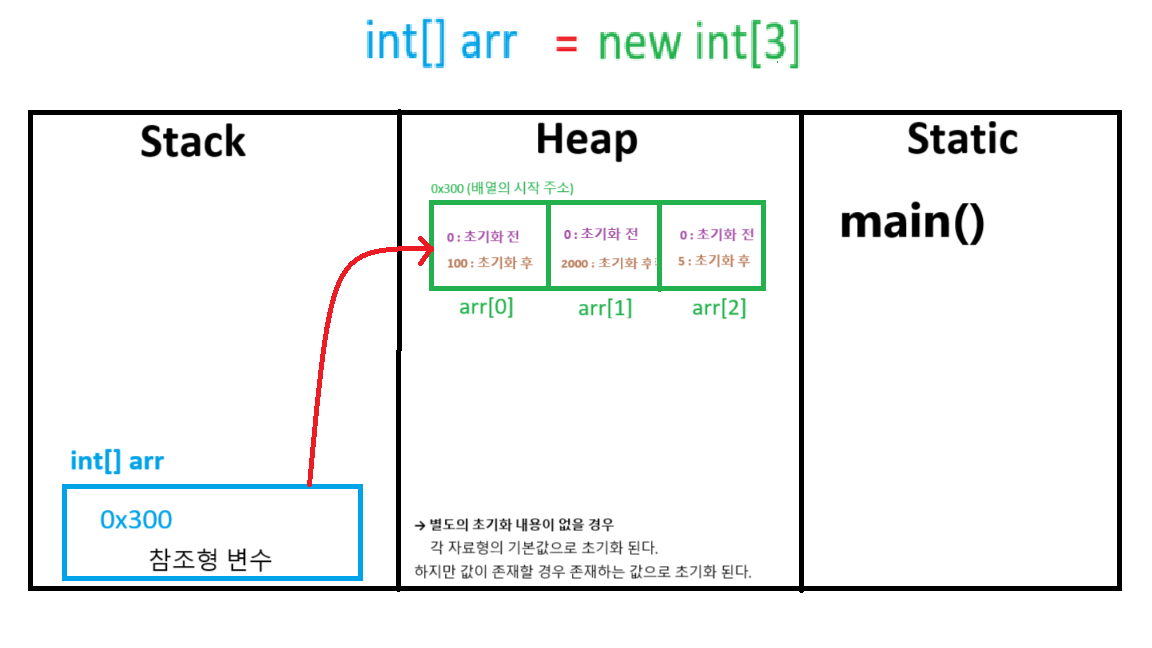 int[] arr = new int[3]
Stack
Heap
Static
main()
0x300 (배열의 시작 주소)
0 : 초기화 전
0 : 초기화 전
0 : 초기화 전
100 : 초기화 후
2000 : 초기화 후
5 : 초기화 후
arr[0]
arr[1]
arr[2]
int[] arr
0x300
참조형 변수
→ 별도의 초기화 내용이 없을 경우
각 자료형의 기본값으로 초기화 된다.
하지만 값이 존재할 경우 존재하는 값으로 초기화 된다.